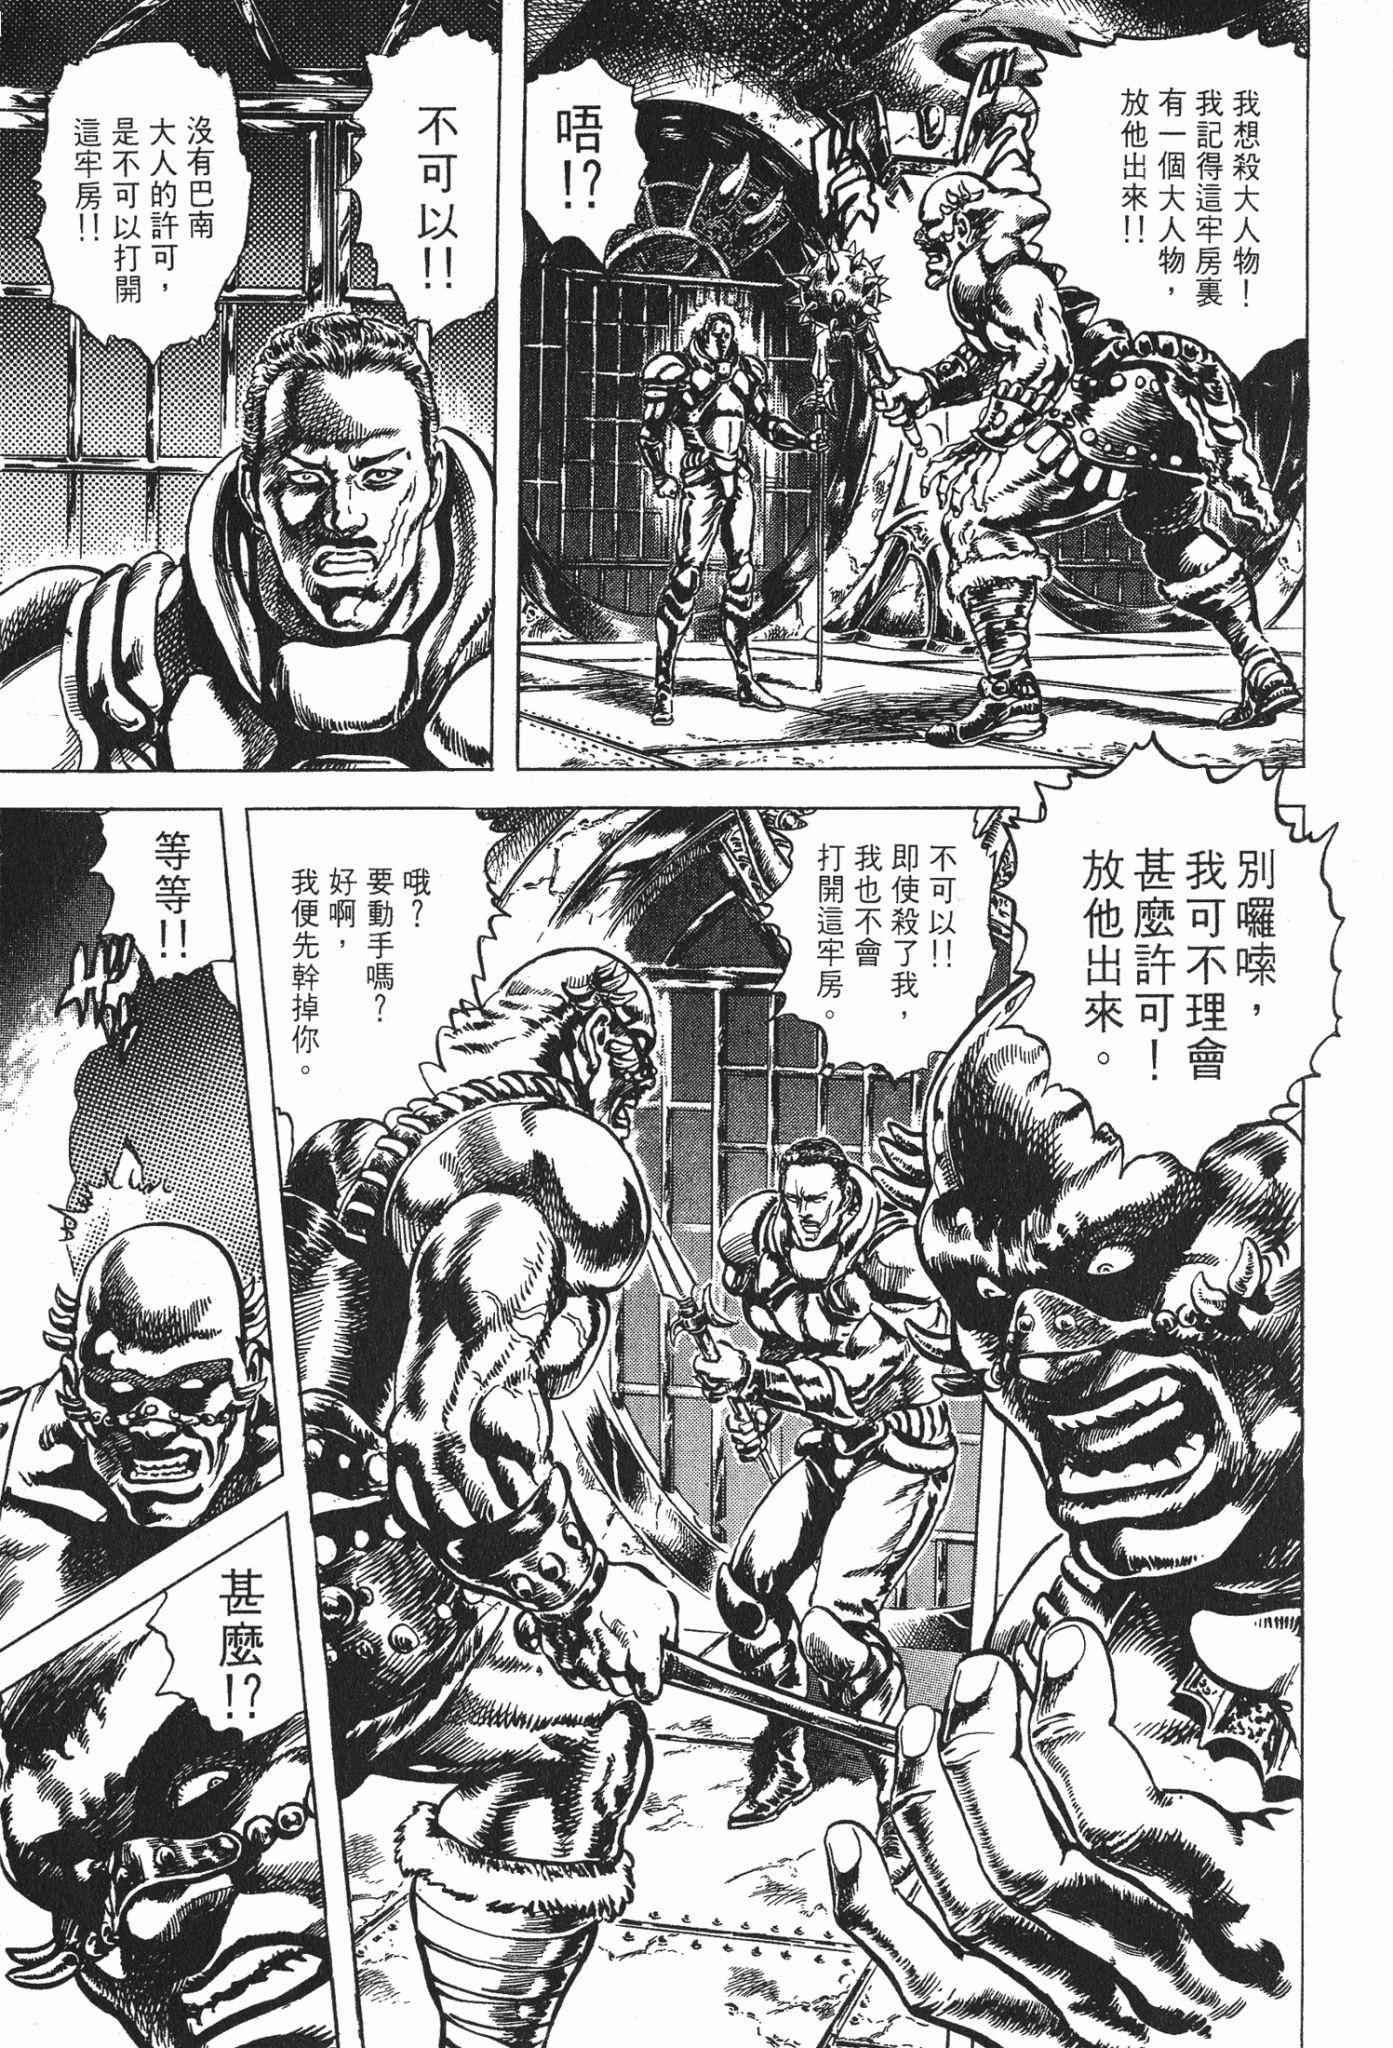 我想殺大人物！
我記得這牢房裏
有一個大人物，
放他出來！！
唔！？
不可以！！
沒有巴南
大人的許可，
是不可以打開
這牢房！！
別囉嗦，
我可不理會
甚麼許可！
放他出來。
不可以！！
即使殺了我，
我也不會
打開這牢房。
哦？
要動手嗎？
好啊，
我便先幹掉你。
等等！！
甚麼！？